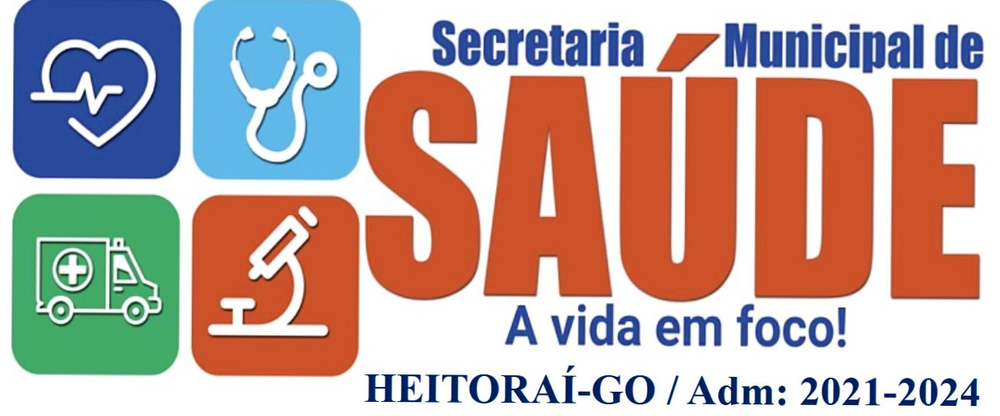 Secretaria Municipal de
SAÚDE
A vida em foco!
HEITORAÍ-GO / Adm: 2021-2024